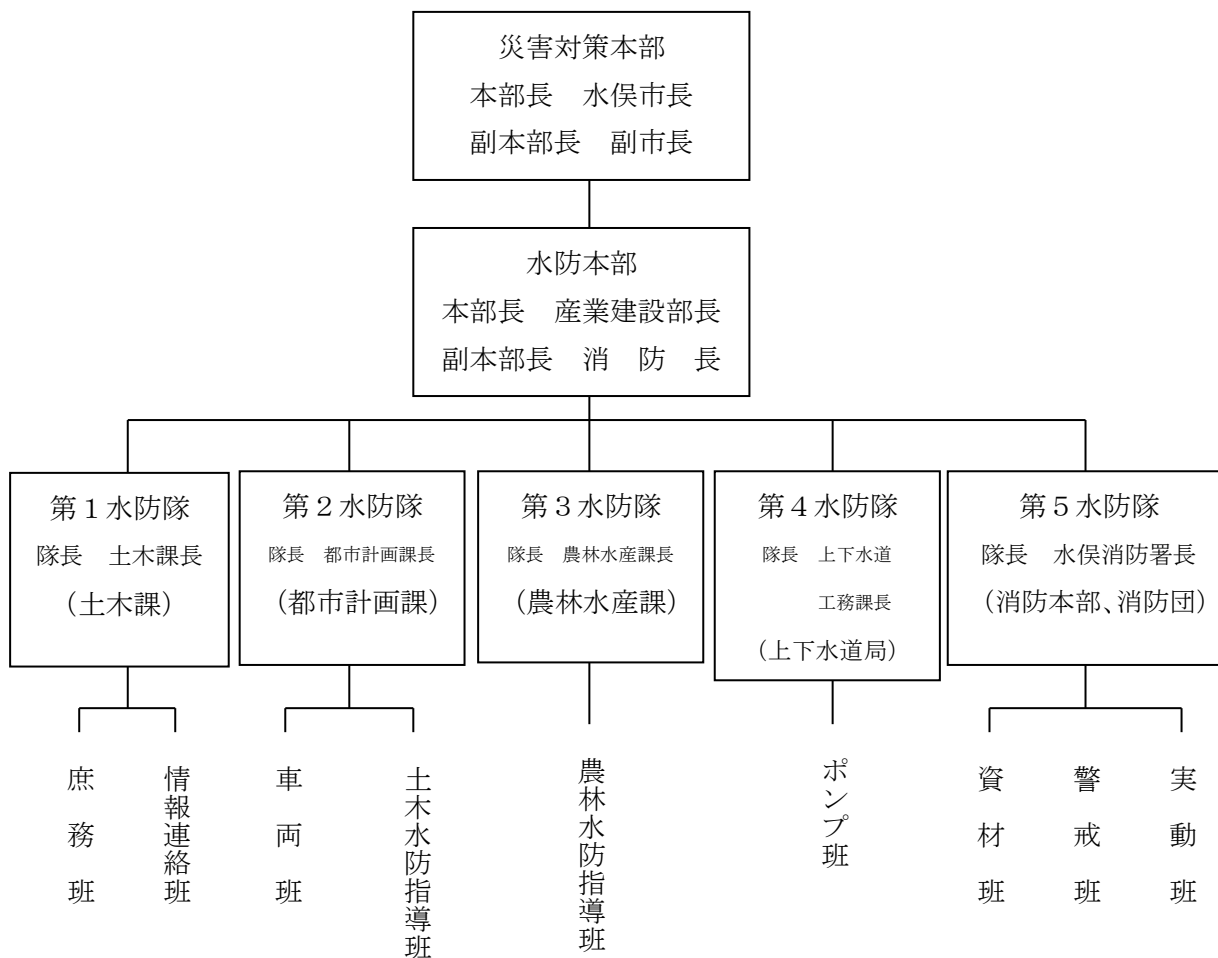 災害対策本部
本部長　水俣市長
副本部長　副市長
水防本部
本部長　産業建設部長
副本部長　消　防　長
第１水防隊
隊長　土木課長
（土木課）
第２水防隊
隊長　都市計画課長
（都市計画課）
第３水防隊
隊長　農林水産課長
（農林水産課）
第４水防隊
隊長　上下水道
工務課長
（上下水道局）
第５水防隊
隊長　水俣消防署長
（消防本部、消防団）
庶務班
情報連絡班
車両班
土木水防指導班
農林水防指導班
ポンプ班
資材班
警戒班
実動班